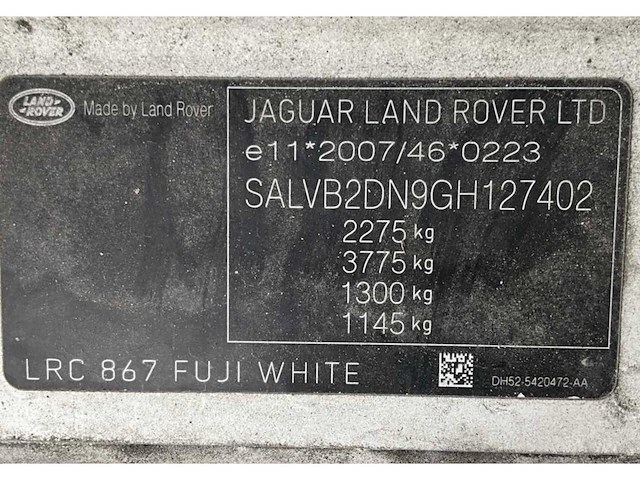 LAND ROVER
Made by Land Rover
JAGUAR LAND ROVER LTD
e11*2007/46*0223
SALVB2DN9GH127402
2275 kg
3775 kg
1300 kg
1145 kg
LRC 867 FUJI WHITE
DH52-5420472-AA